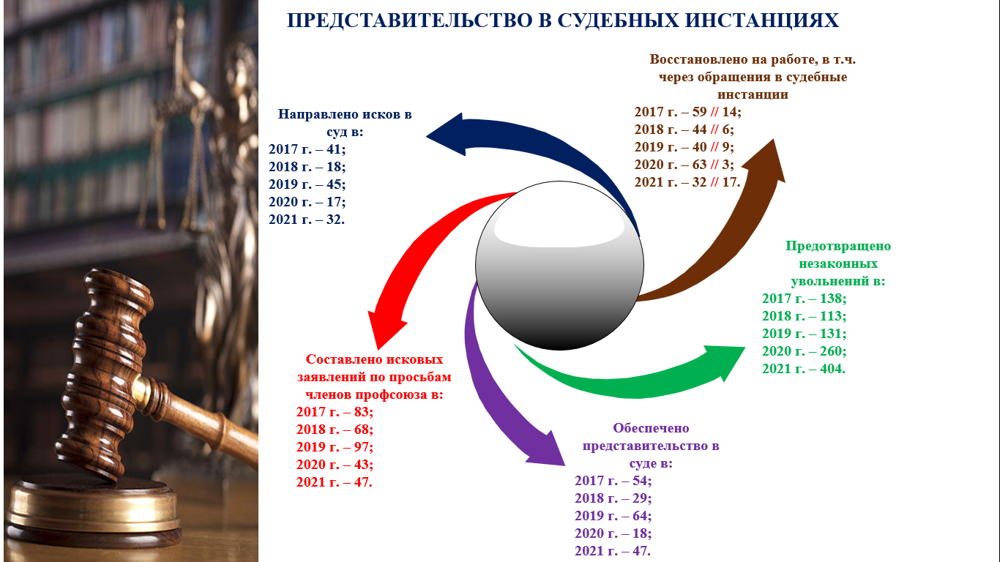 ПРЕДСТАВИТЕЛЬСТВО В СУДЕБНЫХ ИНСТАНЦИЯХ
Направлено исков в
суд в:
2017 г. – 41;
2018 г. – 18;
2019 г. – 45;
2020 г. – 17;
2021 г. – 32.
Восстановлено на работе, в т.ч.
через обращения в судебные
инстанции
2017 г. – 59 // 14;
2018 г. – 44 // 6;
2019 г. – 40 // 9;
2020 г. – 63 // 3;
2021 г. – 32 // 17.
Предотвращено
незаконных
увольнений в:
2017 г. – 138;
2018 г. – 113;
2019 г. – 131;
2020 г. – 260;
2021 г. – 404.
Составлено исковых
заявлений по просьбам
членов профсоюза в:
2017 г. – 83;
2018 г. – 68;
2019 г. – 97;
2020 г. – 43;
2021 г. – 47.
Обеспечено
представительство в
суде в:
2017 г. – 54;
2018 г. – 29;
2019 г. – 64;
2020 г. – 18;
2021 г. – 47.